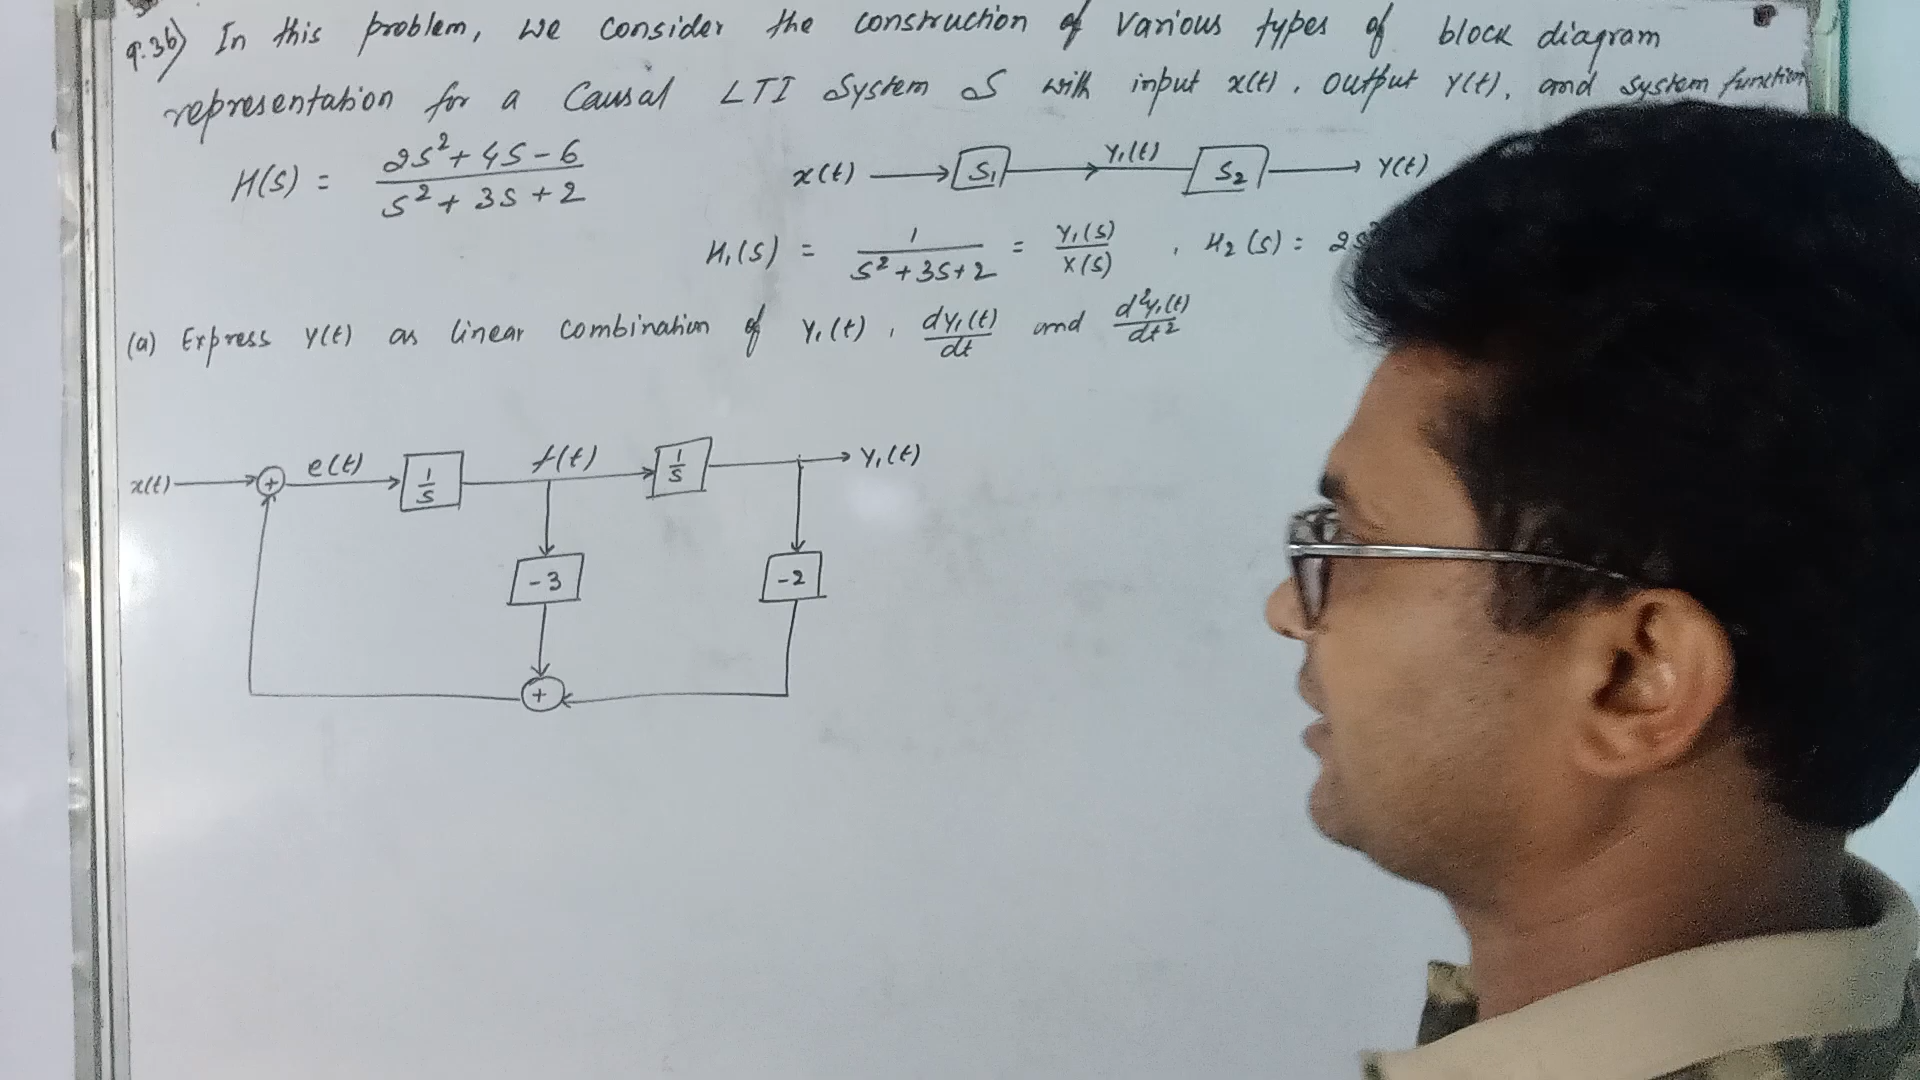 9.36) In this problem, we consider the construction of various types of block diagram
representation for a Causal LTI System S with input x(t), output y(t), and system function
H(s) = 2s²+4s-6 / s²+3s+2
x(t) → S₁ → y₁(t) → S₂ → y(t)
H₁(s) = 1 / s²+3s+2 = Y₁(s) / X(s) , H₂(s) = 2s
(a) Express y(t) as linear combination of y₁(t), dy₁(t)/dt and d²y₁(t)/dt²
x(t) → + e(t) → 1/s f(t) → 1/s → y₁(t)
-3 -2
+